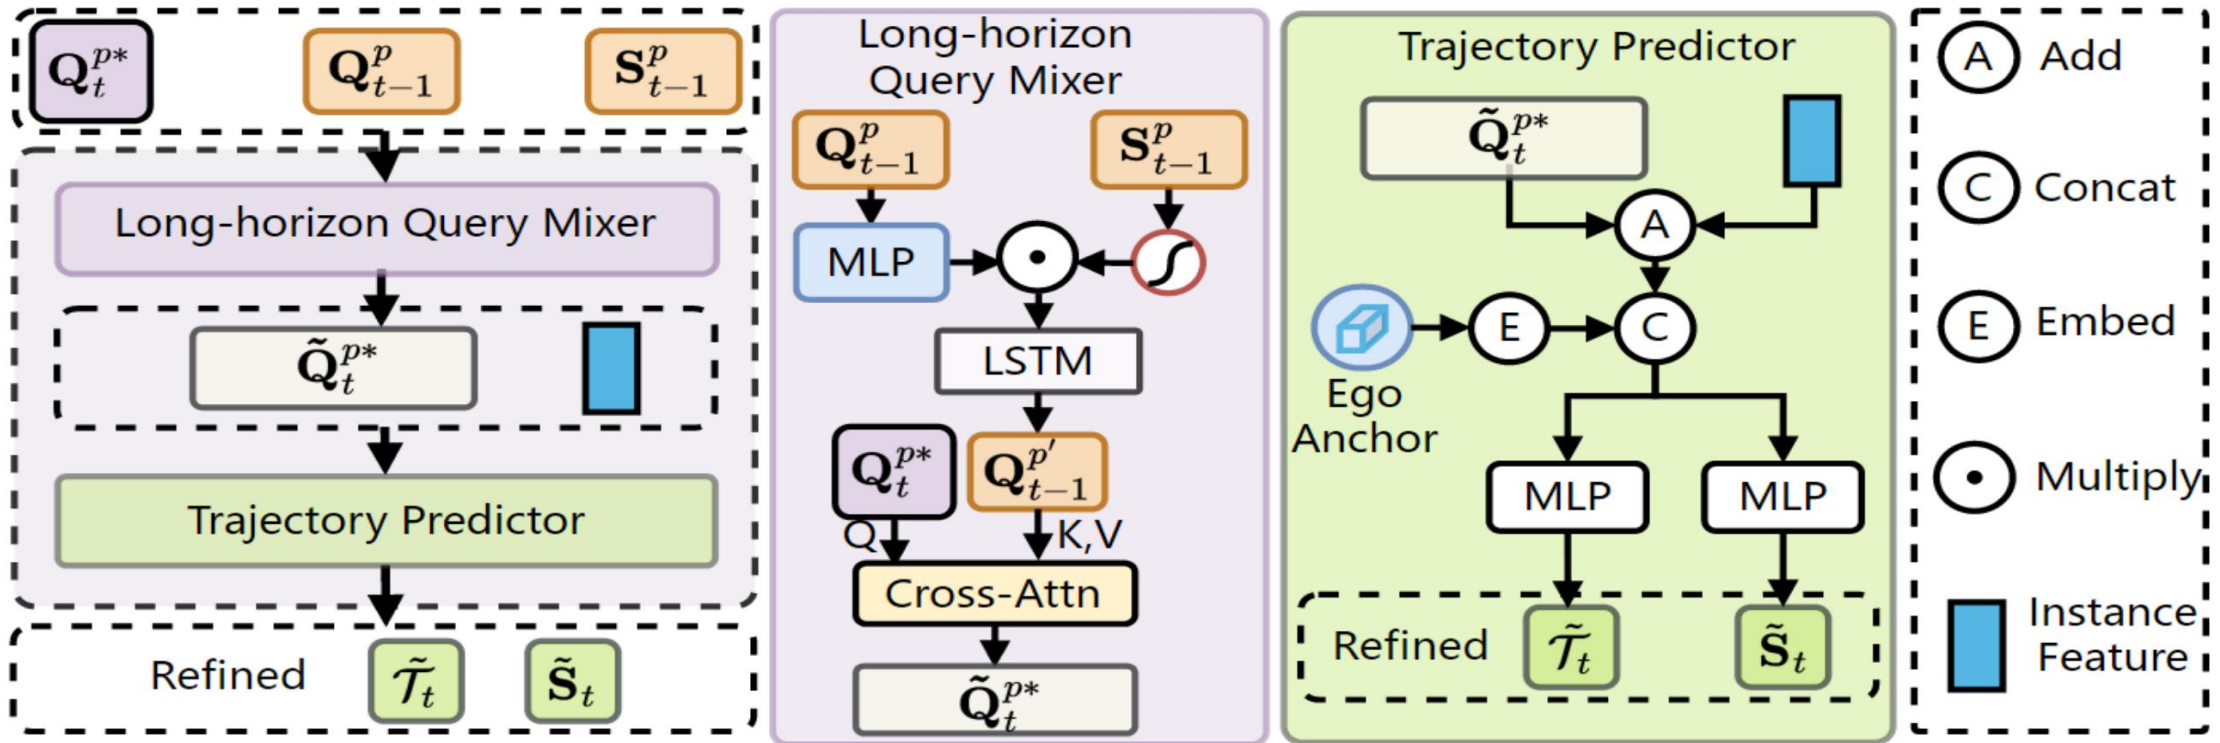 Q_t^{p*} Q_{t-1}^{p} S_{t-1}^{p}
Long-horizon Query Mixer
Q̃_t^{p*}
Trajectory Predictor
Refined 𝒯̃_t S̃_t
Long-horizon
Query Mixer
Q_{t-1}^{p} S_{t-1}^{p}
MLP
LSTM
Q_t^{p*} Q_{t-1}^{p'}
Q K,V
Cross-Attn
Q̃_t^{p*}
Trajectory Predictor
Q̃_t^{p*}
A
E C
Ego
Anchor
MLP MLP
Refined 𝒯̃_t S̃_t
A Add
C Concat
E Embed
Multiply
Instance
Feature